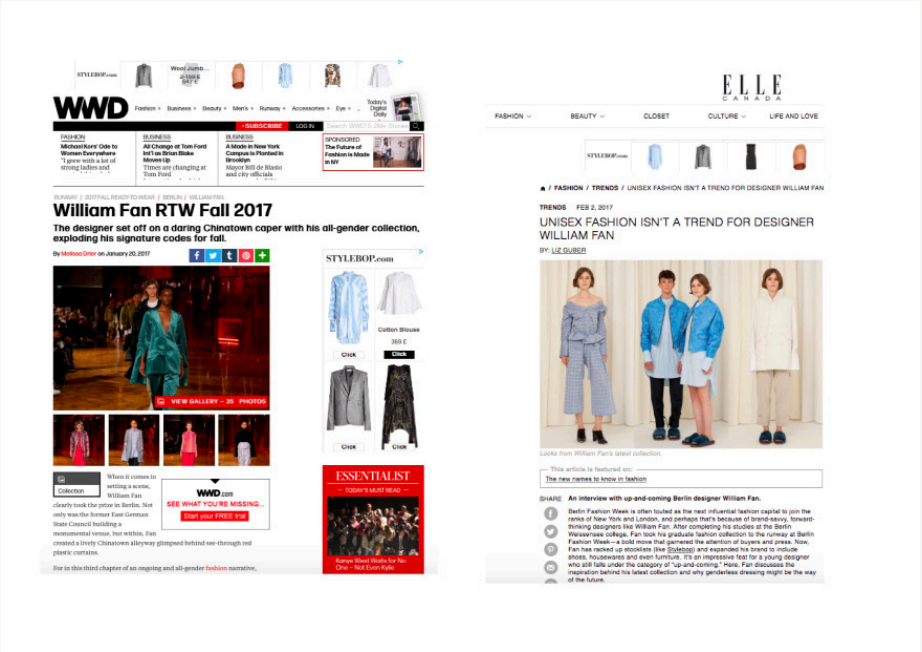 STYLEBOP.com
Wool Jumb...
WWD
Fashion + Business + Beauty + Men's + Runway + Accessories + Eye + ...
Today's
Digital
Daily
• SUBSCRIBE LOG IN
FASHION
Michael Kors' Ode to
Women Everywhere
"I grew with a lot of
strong ladies and
BUSINESS
All Change at Tom Ford
Int'l as Brian Blake
Moves Up
Times are changing at
Tom Ford
BUSINESS
A Made in New York
Campus Is Planted in
Brooklyn
Mayor Bill de Blasio
and city officials
SPONSORED
The Future of
Fashion is Made
in NY
RUNWAY / 2017 FALL READY-TO-WEAR / BERLIN / WILLIAM FAN
William Fan RTW Fall 2017
The designer set off on a daring Chinatown caper with his all-gender collection,
exploding his signature codes for fall.
By Melissa Drier on January 20, 2017
VIEW GALLERY – 35 PHOTOS
Collection
When it comes to
setting a scene,
William Fan
clearly took the prize in Berlin. Not
only was the former East German
State Council building a
monumental venue, but within, Fan
created a lively Chinatown alleyway glimpsed behind see-through red
plastic curtains.
For in this third chapter of an ongoing and all-gender fashion narrative,
WWD.com
SEE WHAT YOU'RE MISSING...
Start your FREE trial
STYLEBOP.com
Cotton Blouse
369 £
Click
Click
Click
Click
ESSENTIALIST
— TODAY'S MUST READ —
Kanye West Waits for No
One – Not Even Kylie
ELLE
CANADA
FASHION BEAUTY CLOSET CULTURE LIFE AND LOVE
STYLEBOP.com
/ FASHION / TRENDS / UNISEX FASHION ISN'T A TREND FOR DESIGNER WILLIAM FAN
TRENDS FEB 2, 2017
UNISEX FASHION ISN'T A TREND FOR DESIGNER
WILLIAM FAN
BY: LIZ GUBER
Looks from William Fan's latest collection.
This article is featured on:
The new names to know in fashion
SHARE
An interview with up-and-coming Berlin designer William Fan.
Berlin Fashion Week is often touted as the next influential fashion capital to join the
ranks of New York and London, and perhaps that's because of brand-savvy, forward-
thinking designers like William Fan. After completing his studies at the Berlin
Weissensee college, Fan took his graduate fashion collection to the runway at Berlin
Fashion Week—a bold move that garnered the attention of buyers and press. Now,
Fan has racked up stockists (like Stylebop) and expanded his brand to include
shoes, housewares and even furniture. It's an impressive feat for a young designer
who still falls under the category of "up-and-coming." Here, Fan discusses the
inspiration behind his latest collection and why genderless dressing might be the way
of the future.